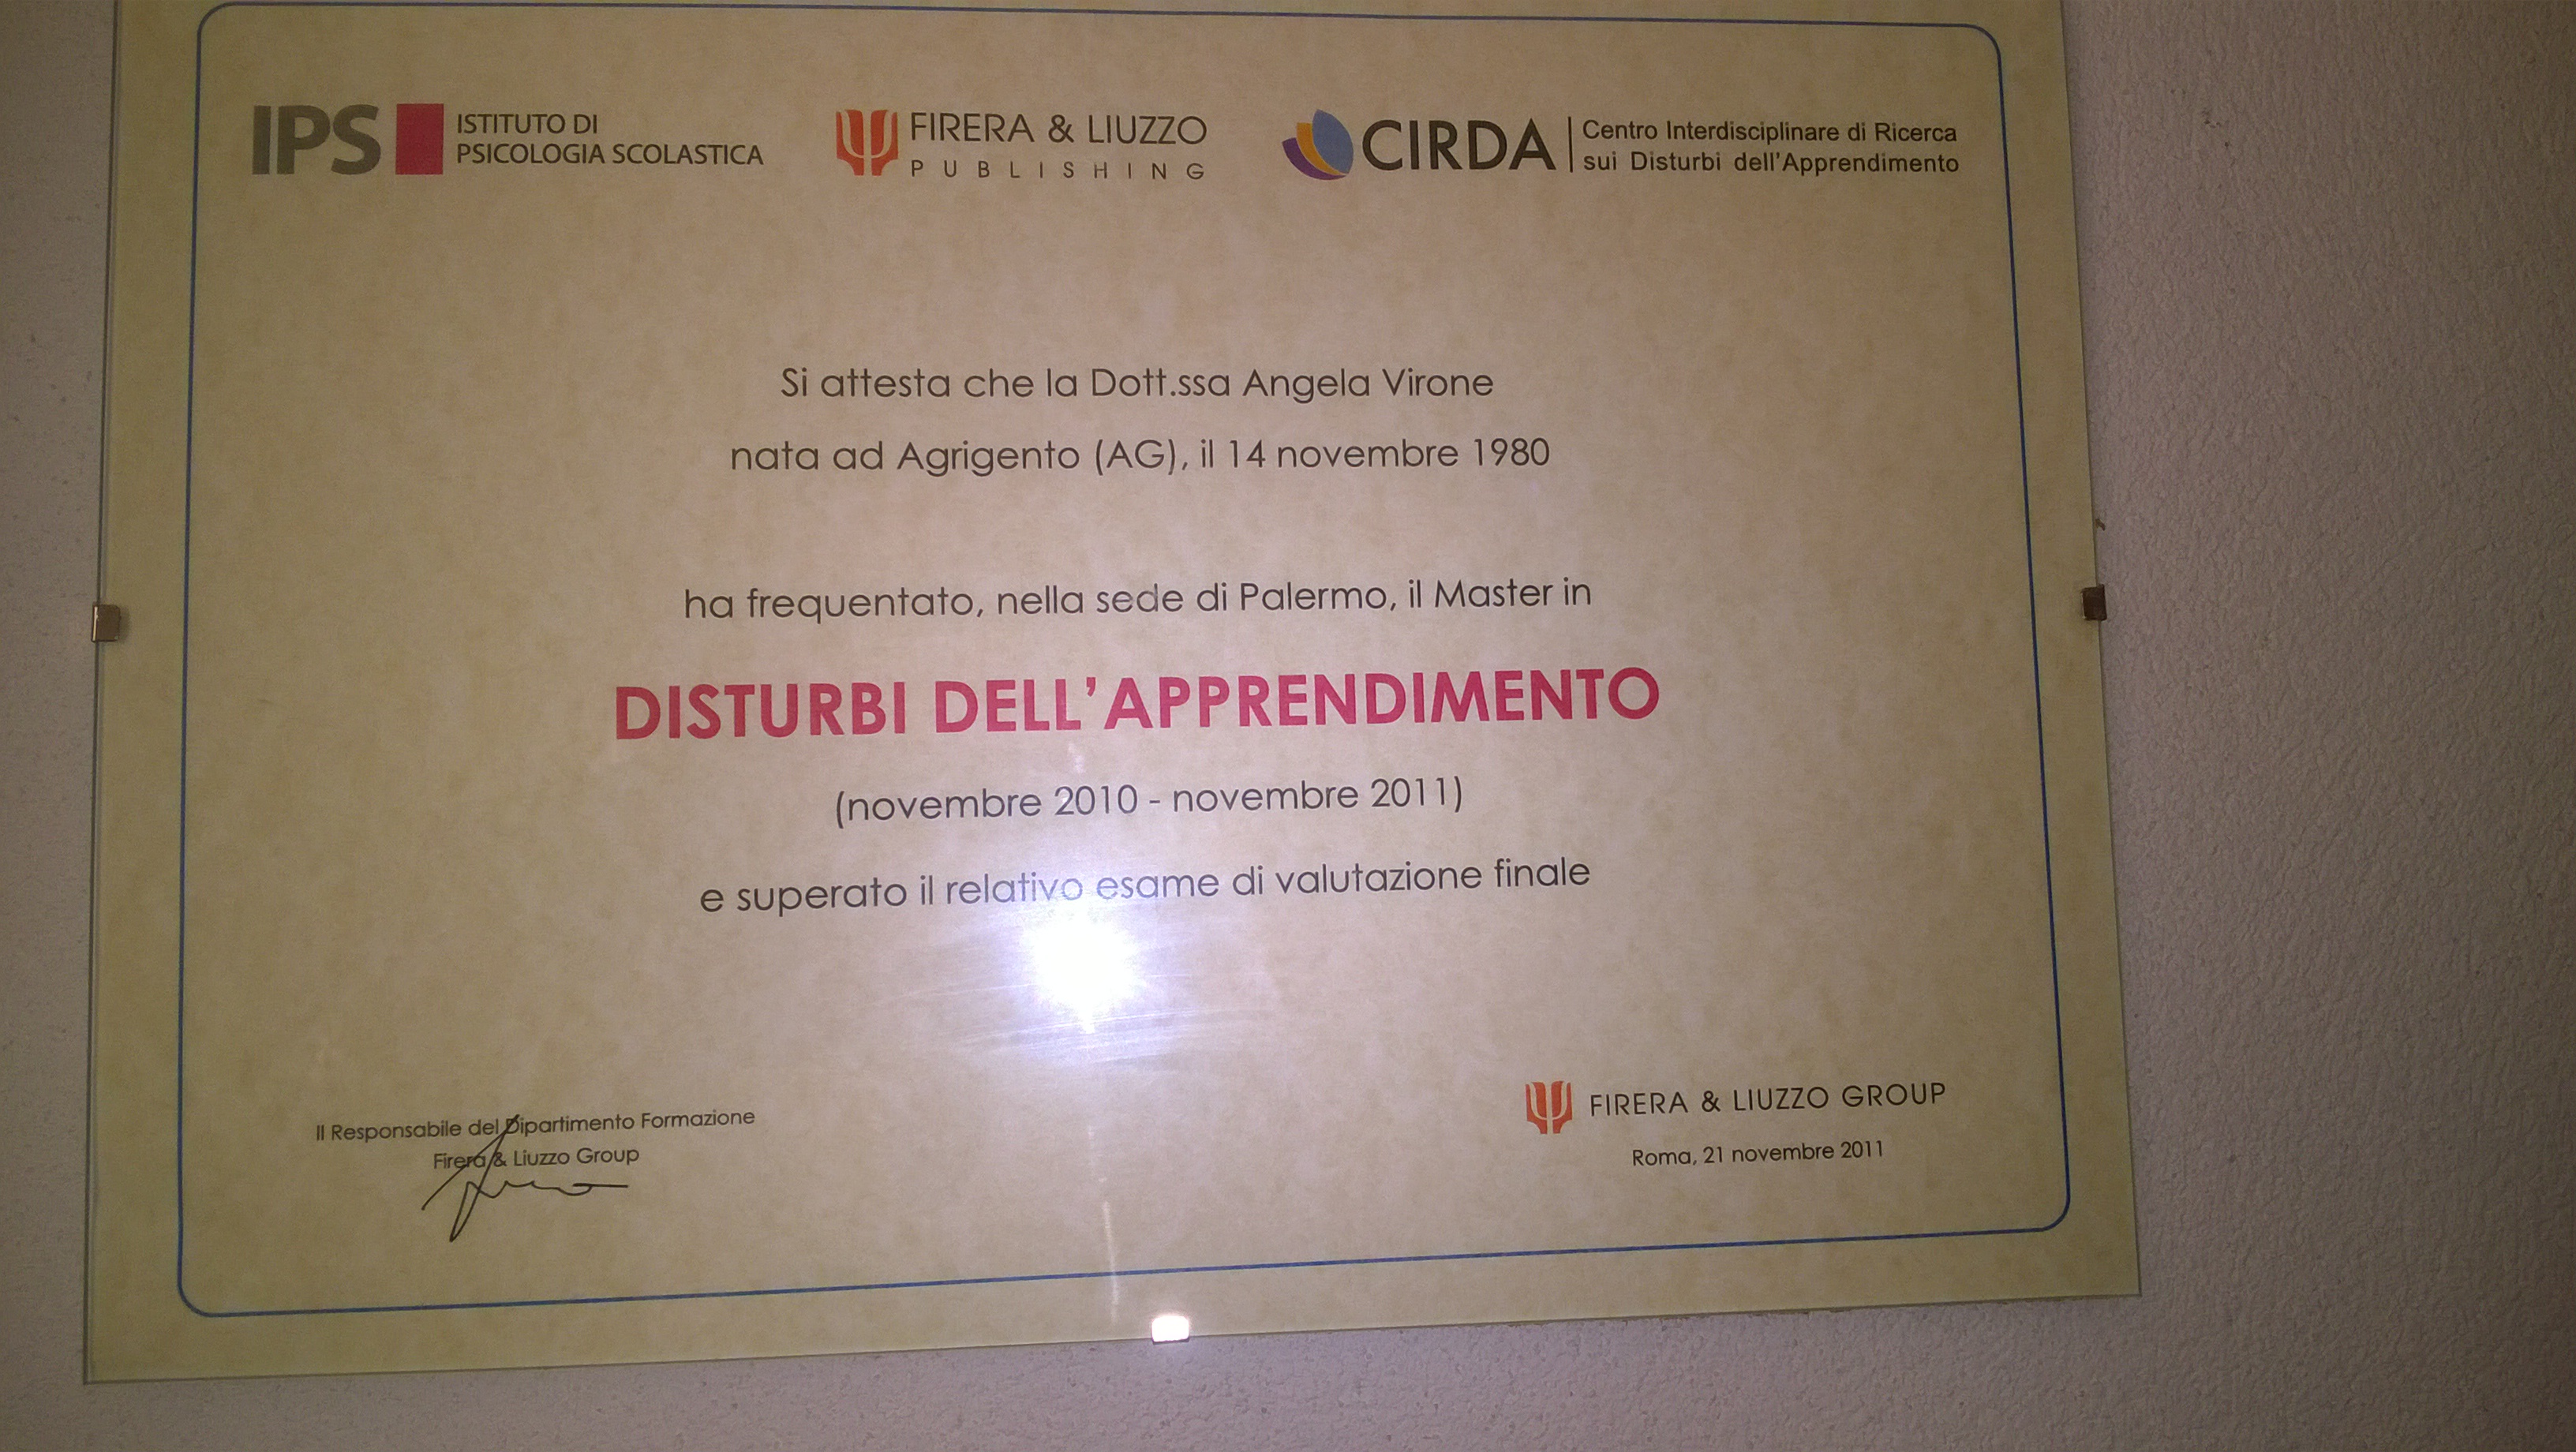 IPS ISTITUTO DI
PSICOLOGIA SCOLASTICA
FIRERA & LIUZZO
PUBLISHING
CIRDA Centro Interdisciplinare di Ricerca
sui Disturbi dell'Apprendimento
Si attesta che la Dott.ssa Angela Virone
nata ad Agrigento (AG), il 14 novembre 1980
ha frequentato, nella sede di Palermo, il Master in
DISTURBI DELL'APPRENDIMENTO
(novembre 2010 - novembre 2011)
e superato il relativo esame di valutazione finale
Il Responsabile del Dipartimento Formazione
Firera & Liuzzo Group
FIRERA & LIUZZO GROUP
Roma, 21 novembre 2011